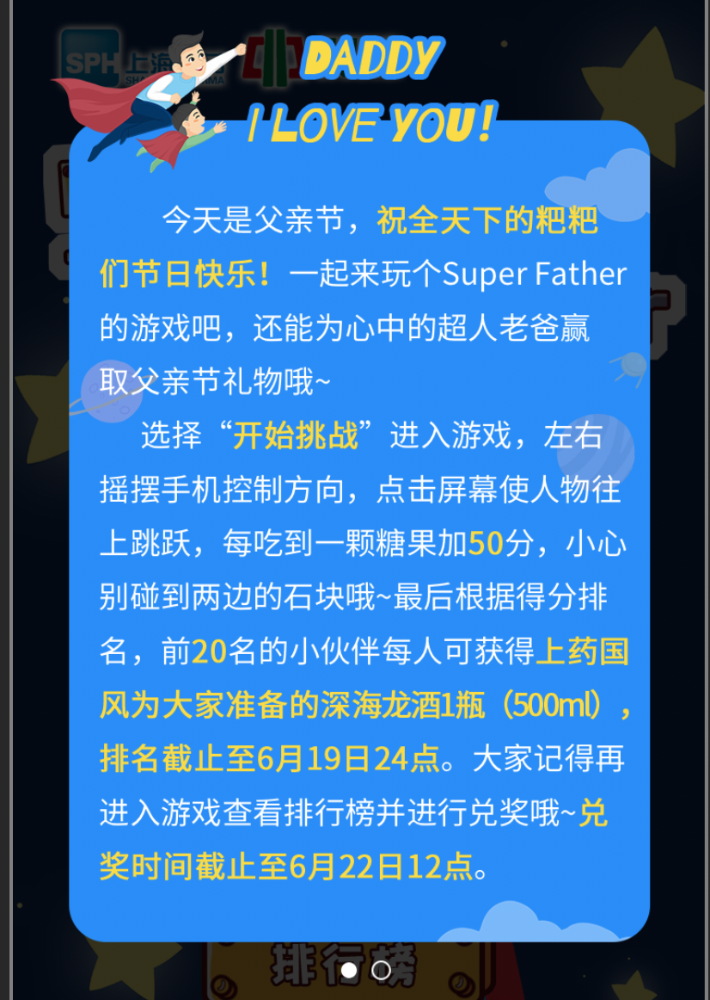 SPH 上海
DADDY
I LOVE YOU!
今天是父亲节，祝全天下的粑粑
们节日快乐！一起来玩个Super Father
的游戏吧，还能为心中的超人老爸赢
取父亲节礼物哦~
选择“开始挑战”进入游戏，左右
摇摆手机控制方向，点击屏幕使人物往
上跳跃，每吃到一颗糖果加50分，小心
别碰到两边的石块哦~最后根据得分排
名，前20名的小伙伴每人可获得上药国
风为大家准备的深海龙酒1瓶（500ml），
排名截止至6月19日24点。大家记得再
进入游戏查看排行榜并进行兑奖哦~兑
奖时间截止至6月22日12点。
排行榜